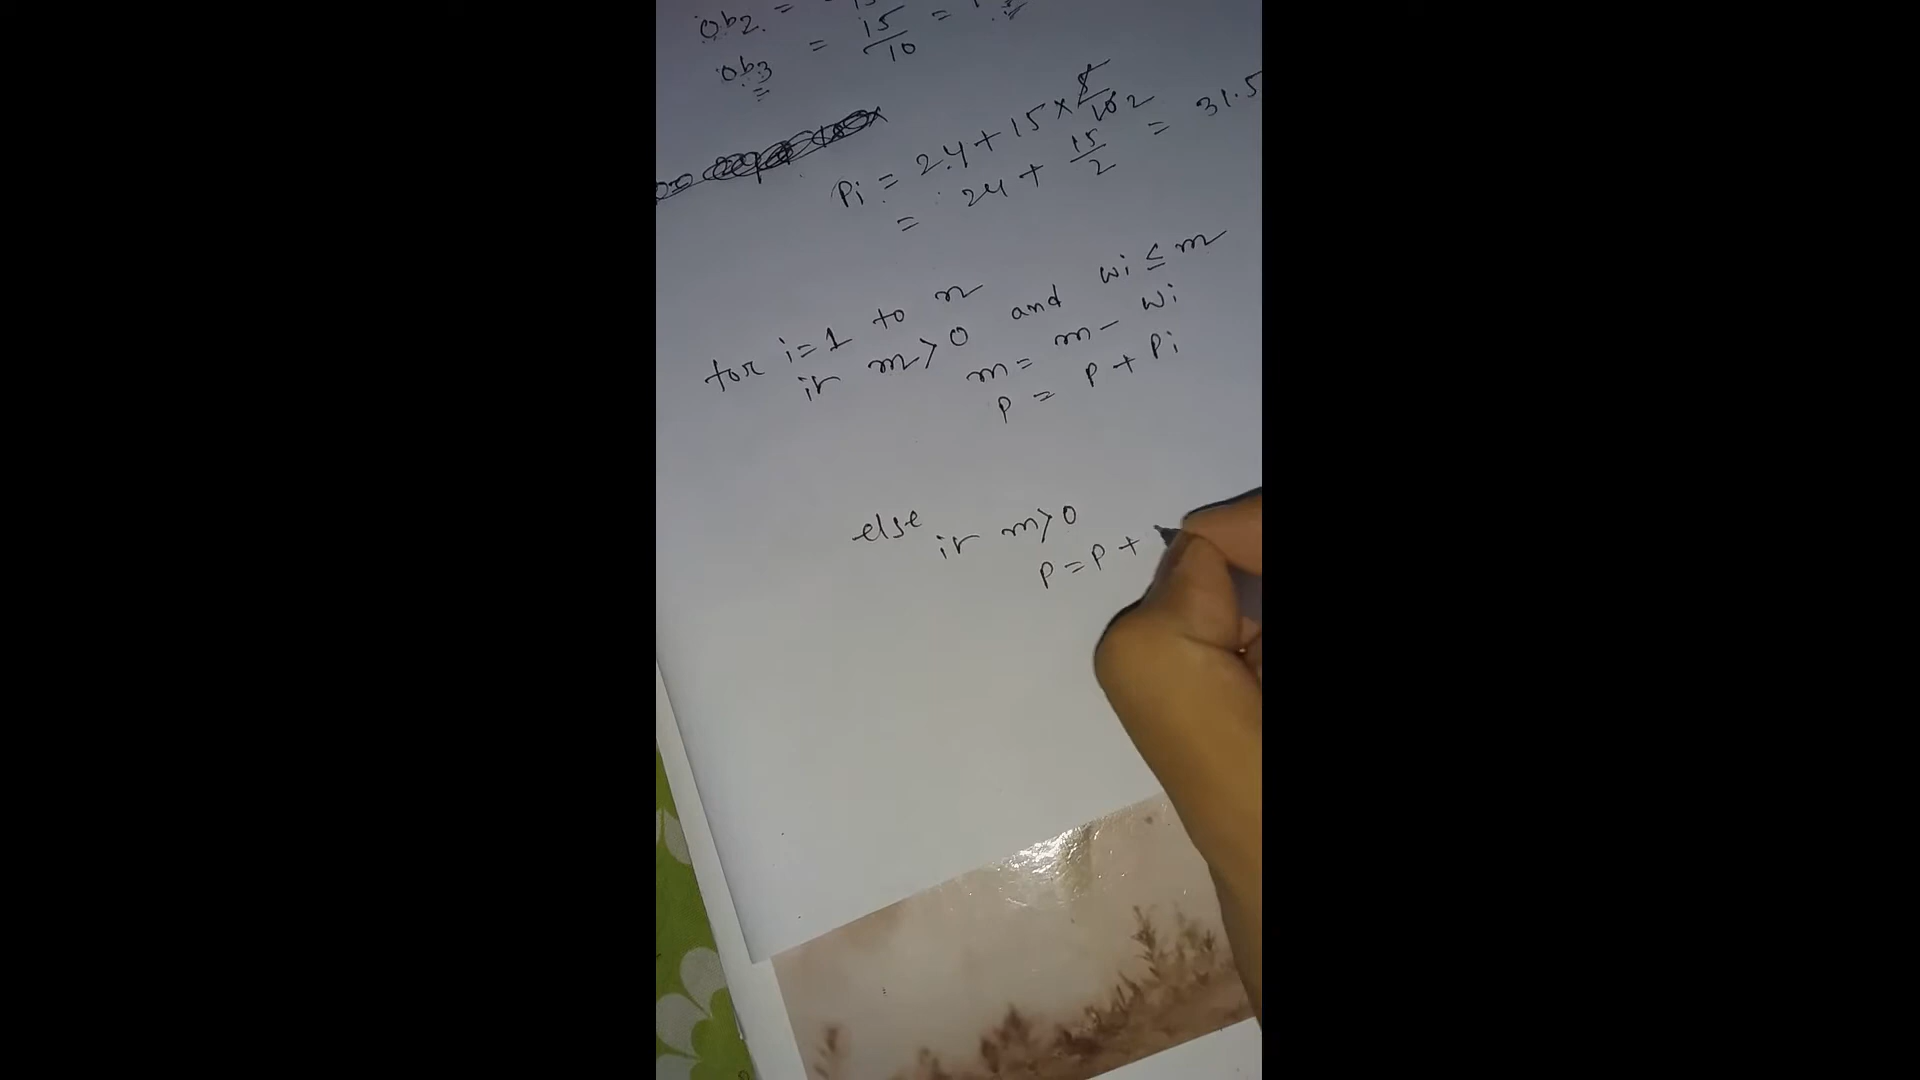 ob2 =
ob3 = 15/10 =
Pi = 24 + 15 × 5/10 2
= 24 + 15/2 = 31.5
for i=1 to n
if m>0 and wi ≤ m
m = m - wi
P = P + Pi
else
if m>0
P = P +